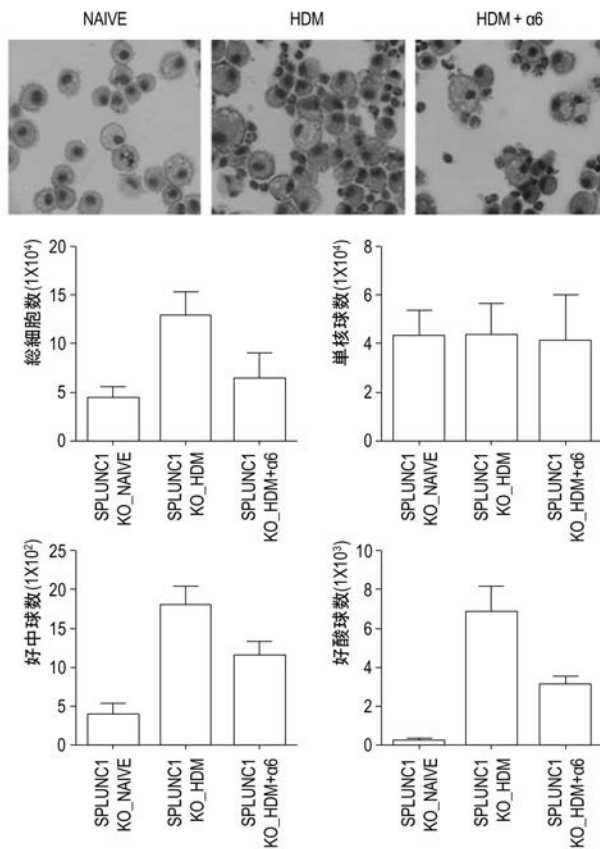 NAIVE HDM HDM + α6
総細胞数(1X10⁴)
20
15
10
5
0
SPLUNC1 KO_NAIVE
SPLUNC1 KO_HDM
SPLUNC1 KO_HDM+α6
単核球数(1X10⁴)
8
6
4
2
0
SPLUNC1 KO_NAIVE
SPLUNC1 KO_HDM
SPLUNC1 KO_HDM+α6
好中球数(1X10²)
25
20
15
10
5
0
SPLUNC1 KO_NAIVE
SPLUNC1 KO_HDM
SPLUNC1 KO_HDM+α6
好酸球数(1X10³)
10
8
6
4
2
0
SPLUNC1 KO_NAIVE
SPLUNC1 KO_HDM
SPLUNC1 KO_HDM+α6